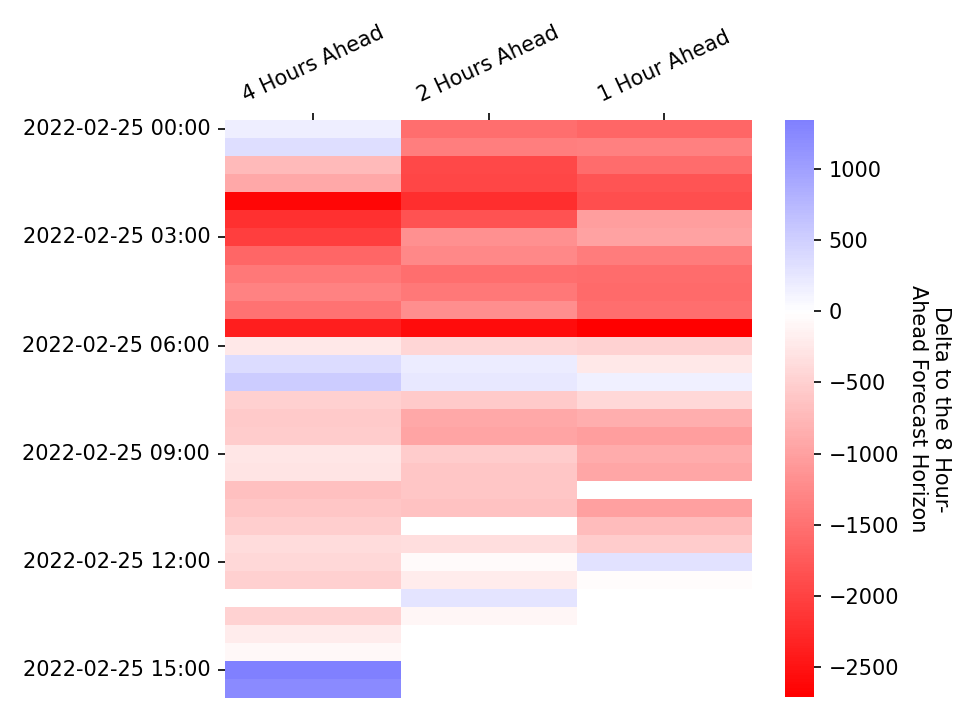 4 Hours Ahead
2 Hours Ahead
1 Hour Ahead
2022-02-25 00:00
2022-02-25 03:00
2022-02-25 06:00
2022-02-25 09:00
2022-02-25 12:00
2022-02-25 15:00
1000
500
0
−500
−1000
−1500
−2000
−2500
Delta to the 8 Hour-
Ahead Forecast Horizon